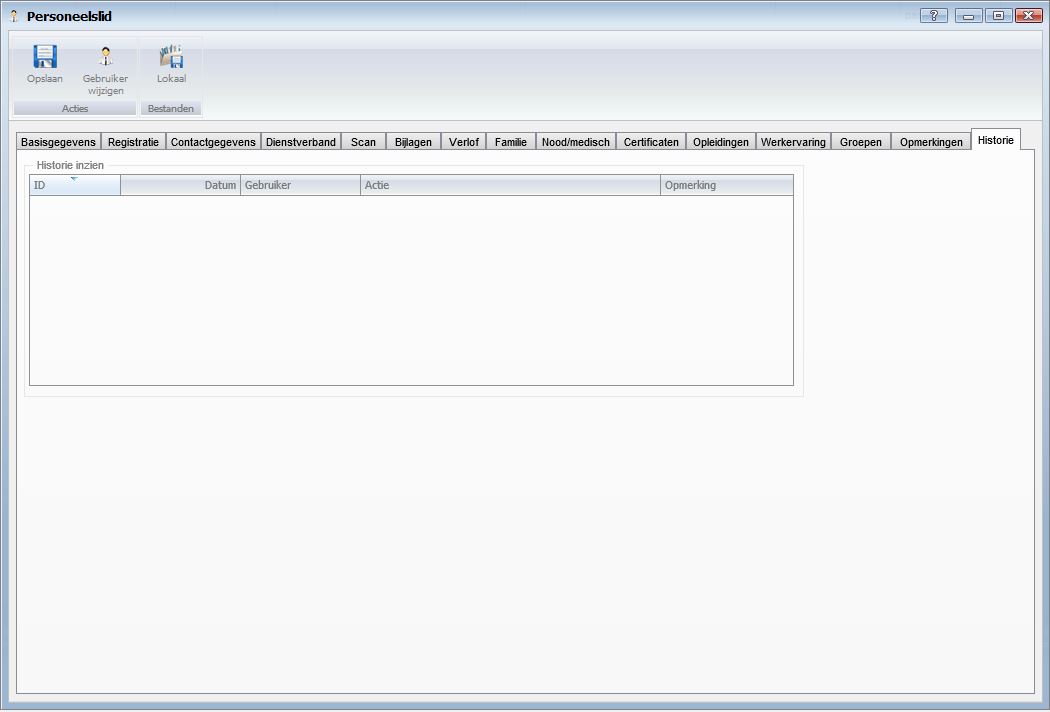 Personeelslid
?
Opslaan
Gebruiker
wijzigen
Lokaal
Acties
Bestanden
Basisgegevens Registratie Contactgegevens Dienstverband Scan Bijlagen Verlof Familie Nood/medisch Certificaten Opleidingen Werkervaring Groepen Opmerkingen Historie
Historie inzien
ID Datum Gebruiker Actie Opmerking